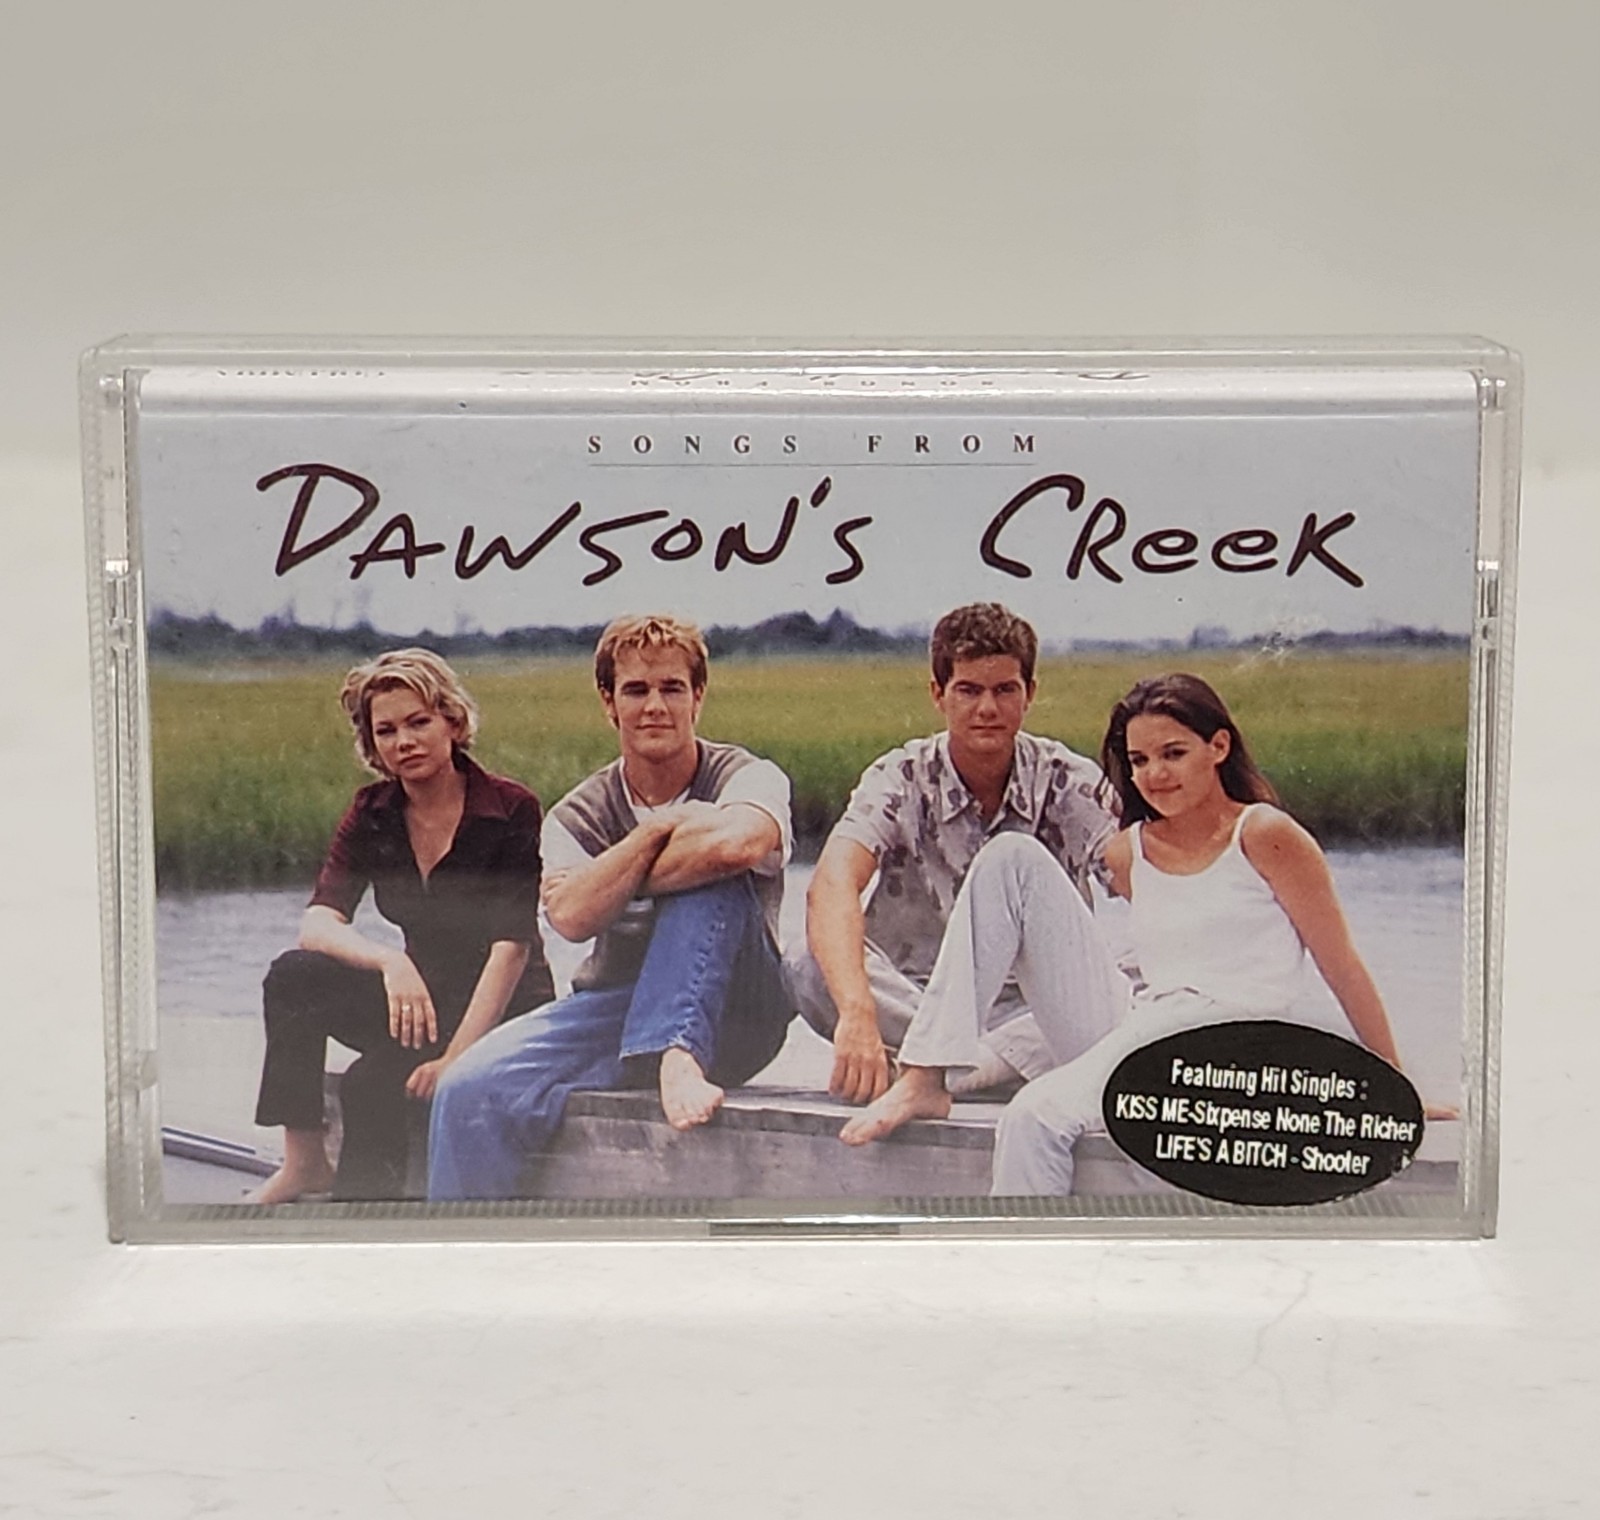 SONGS FROM
DAWSON'S CREEK
Featuring Hit Singles :
KISS ME-Sixpense None The Richer
LIFE'S A BITCH - Shooter